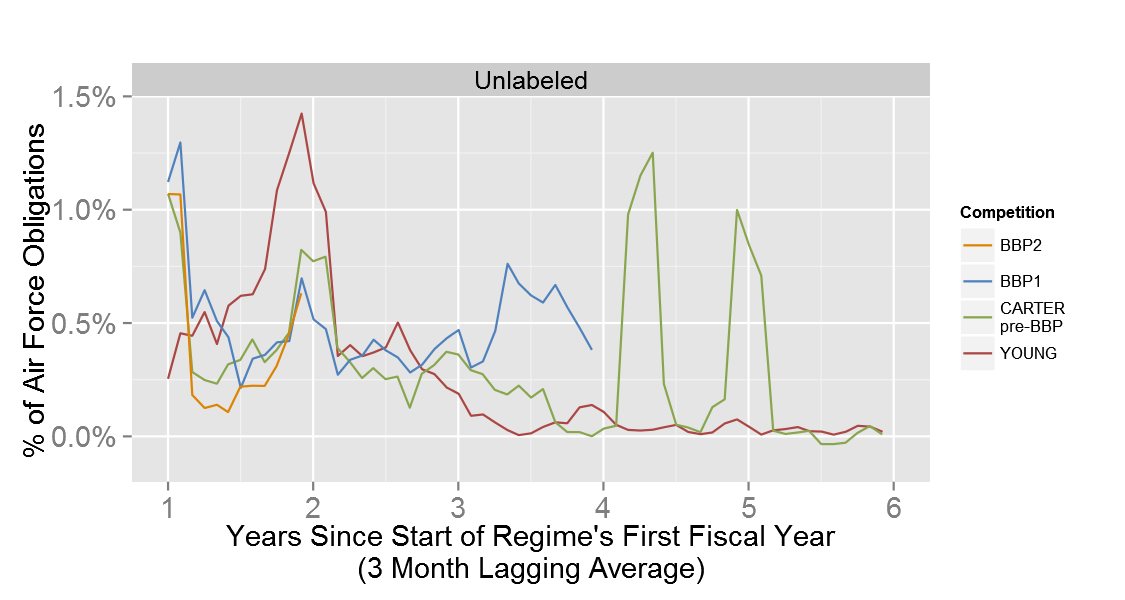 Unlabeled
1.5%
1.0%
0.5%
0.0%
% of Air Force Obligations
1
2
3
4
5
6
Years Since Start of Regime's First Fiscal Year
(3 Month Lagging Average)
Competition
BBP2
BBP1
CARTER
pre-BBP
YOUNG